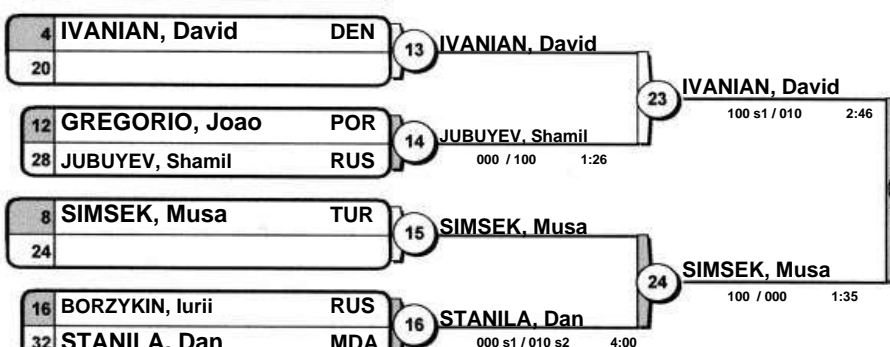 4 IVANIAN, David DEN
20
13 IVANIAN, David
12 GREGORIO, Joao POR
28 JUBUYEV, Shamil RUS
14 JUBUYEV, Shamil
000 / 100 1:26
23 IVANIAN, David
100 s1 / 010 2:46
8 SIMSEK, Musa TUR
24
15 SIMSEK, Musa
16 BORZYKIN, Iurii RUS
32 STANILA, Dan MDA
16 STANILA, Dan
000 s1 / 010 s2 4:00
24 SIMSEK, Musa
100 / 000 1:35